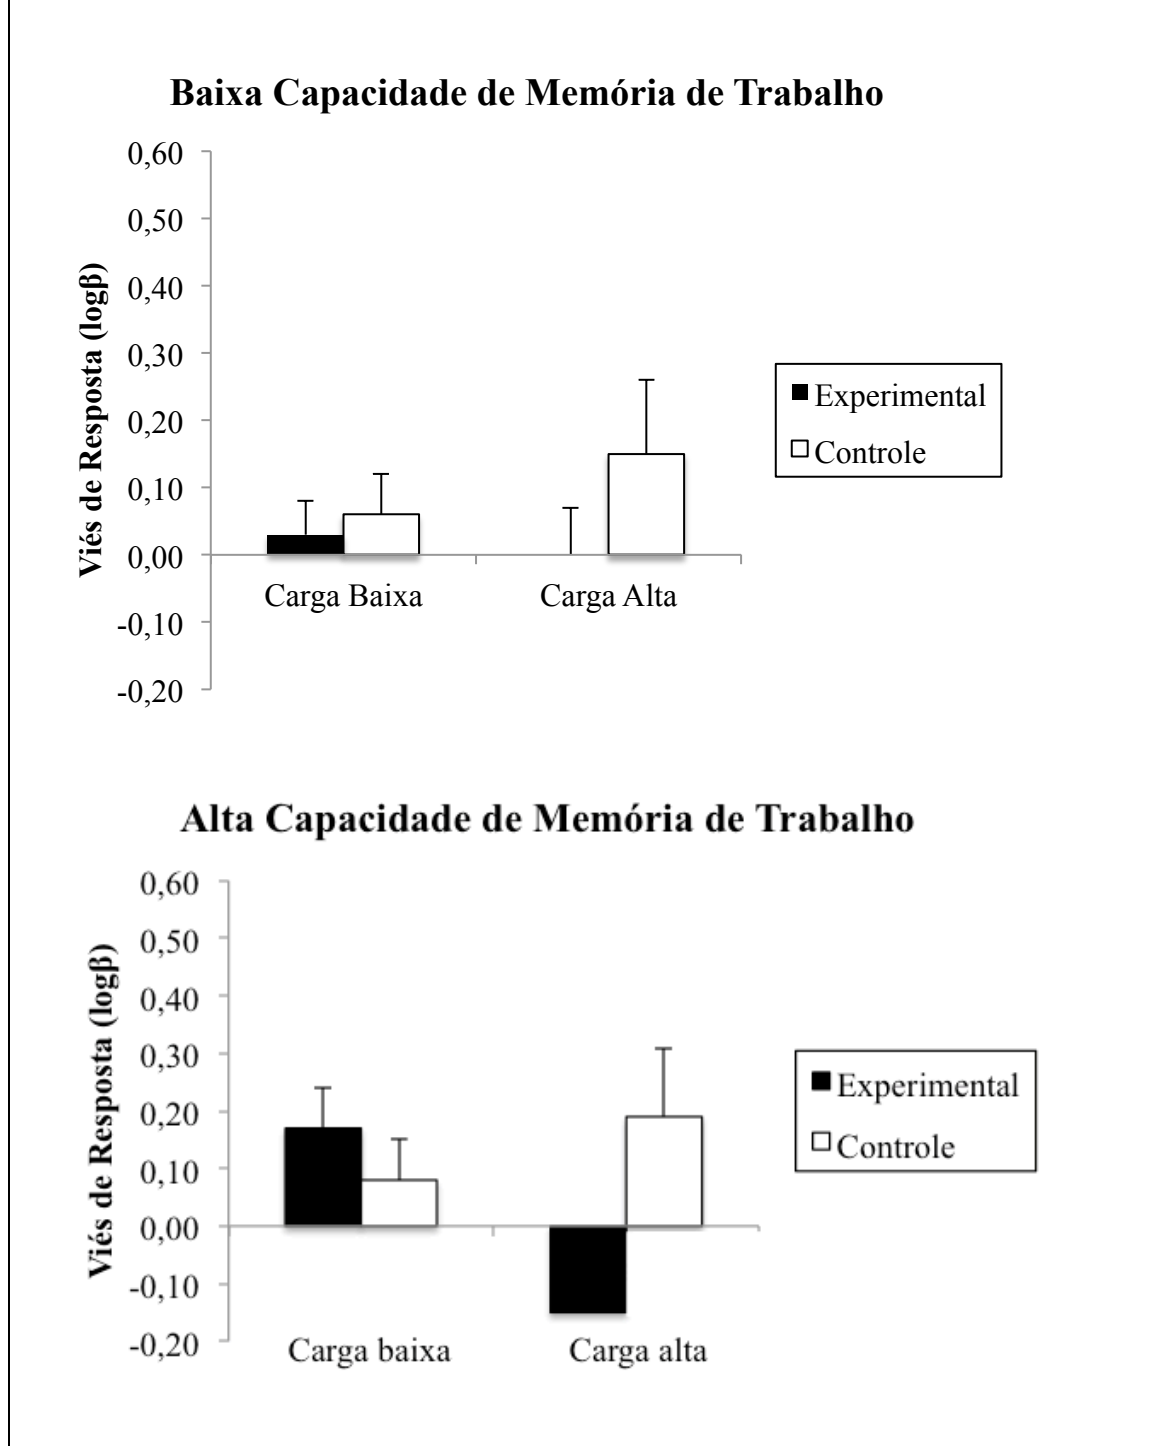 Baixa Capacidade de Memória de Trabalho
0,60
0,50
0,40
0,30
0,20
0,10
0,00
-0,10
-0,20
Viés de Resposta (logβ)
Carga Baixa
Carga Alta
Experimental
Controle
Alta Capacidade de Memória de Trabalho
0,60
0,50
0,40
0,30
0,20
0,10
0,00
-0,10
-0,20
Viés de Resposta (logβ)
Carga baixa
Carga alta
Experimental
Controle